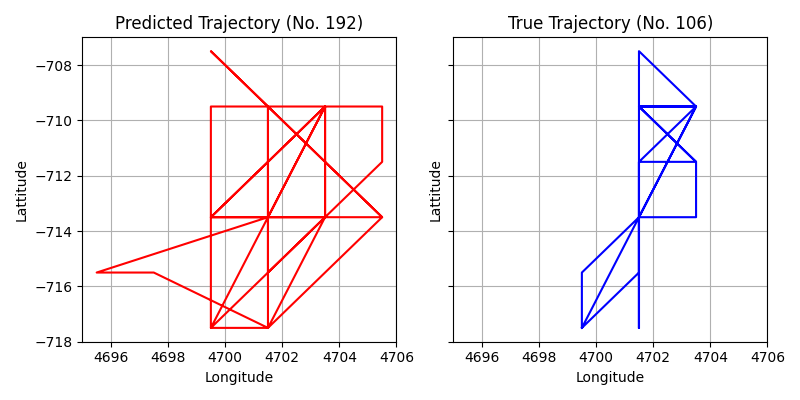 Predicted Trajectory (No. 192)
True Trajectory (No. 106)
Lattitude
−708
−710
−712
−714
−716
−718
4696 4698 4700 4702 4704 4706
Longitude
Lattitude
4696 4698 4700 4702 4704 4706
Longitude